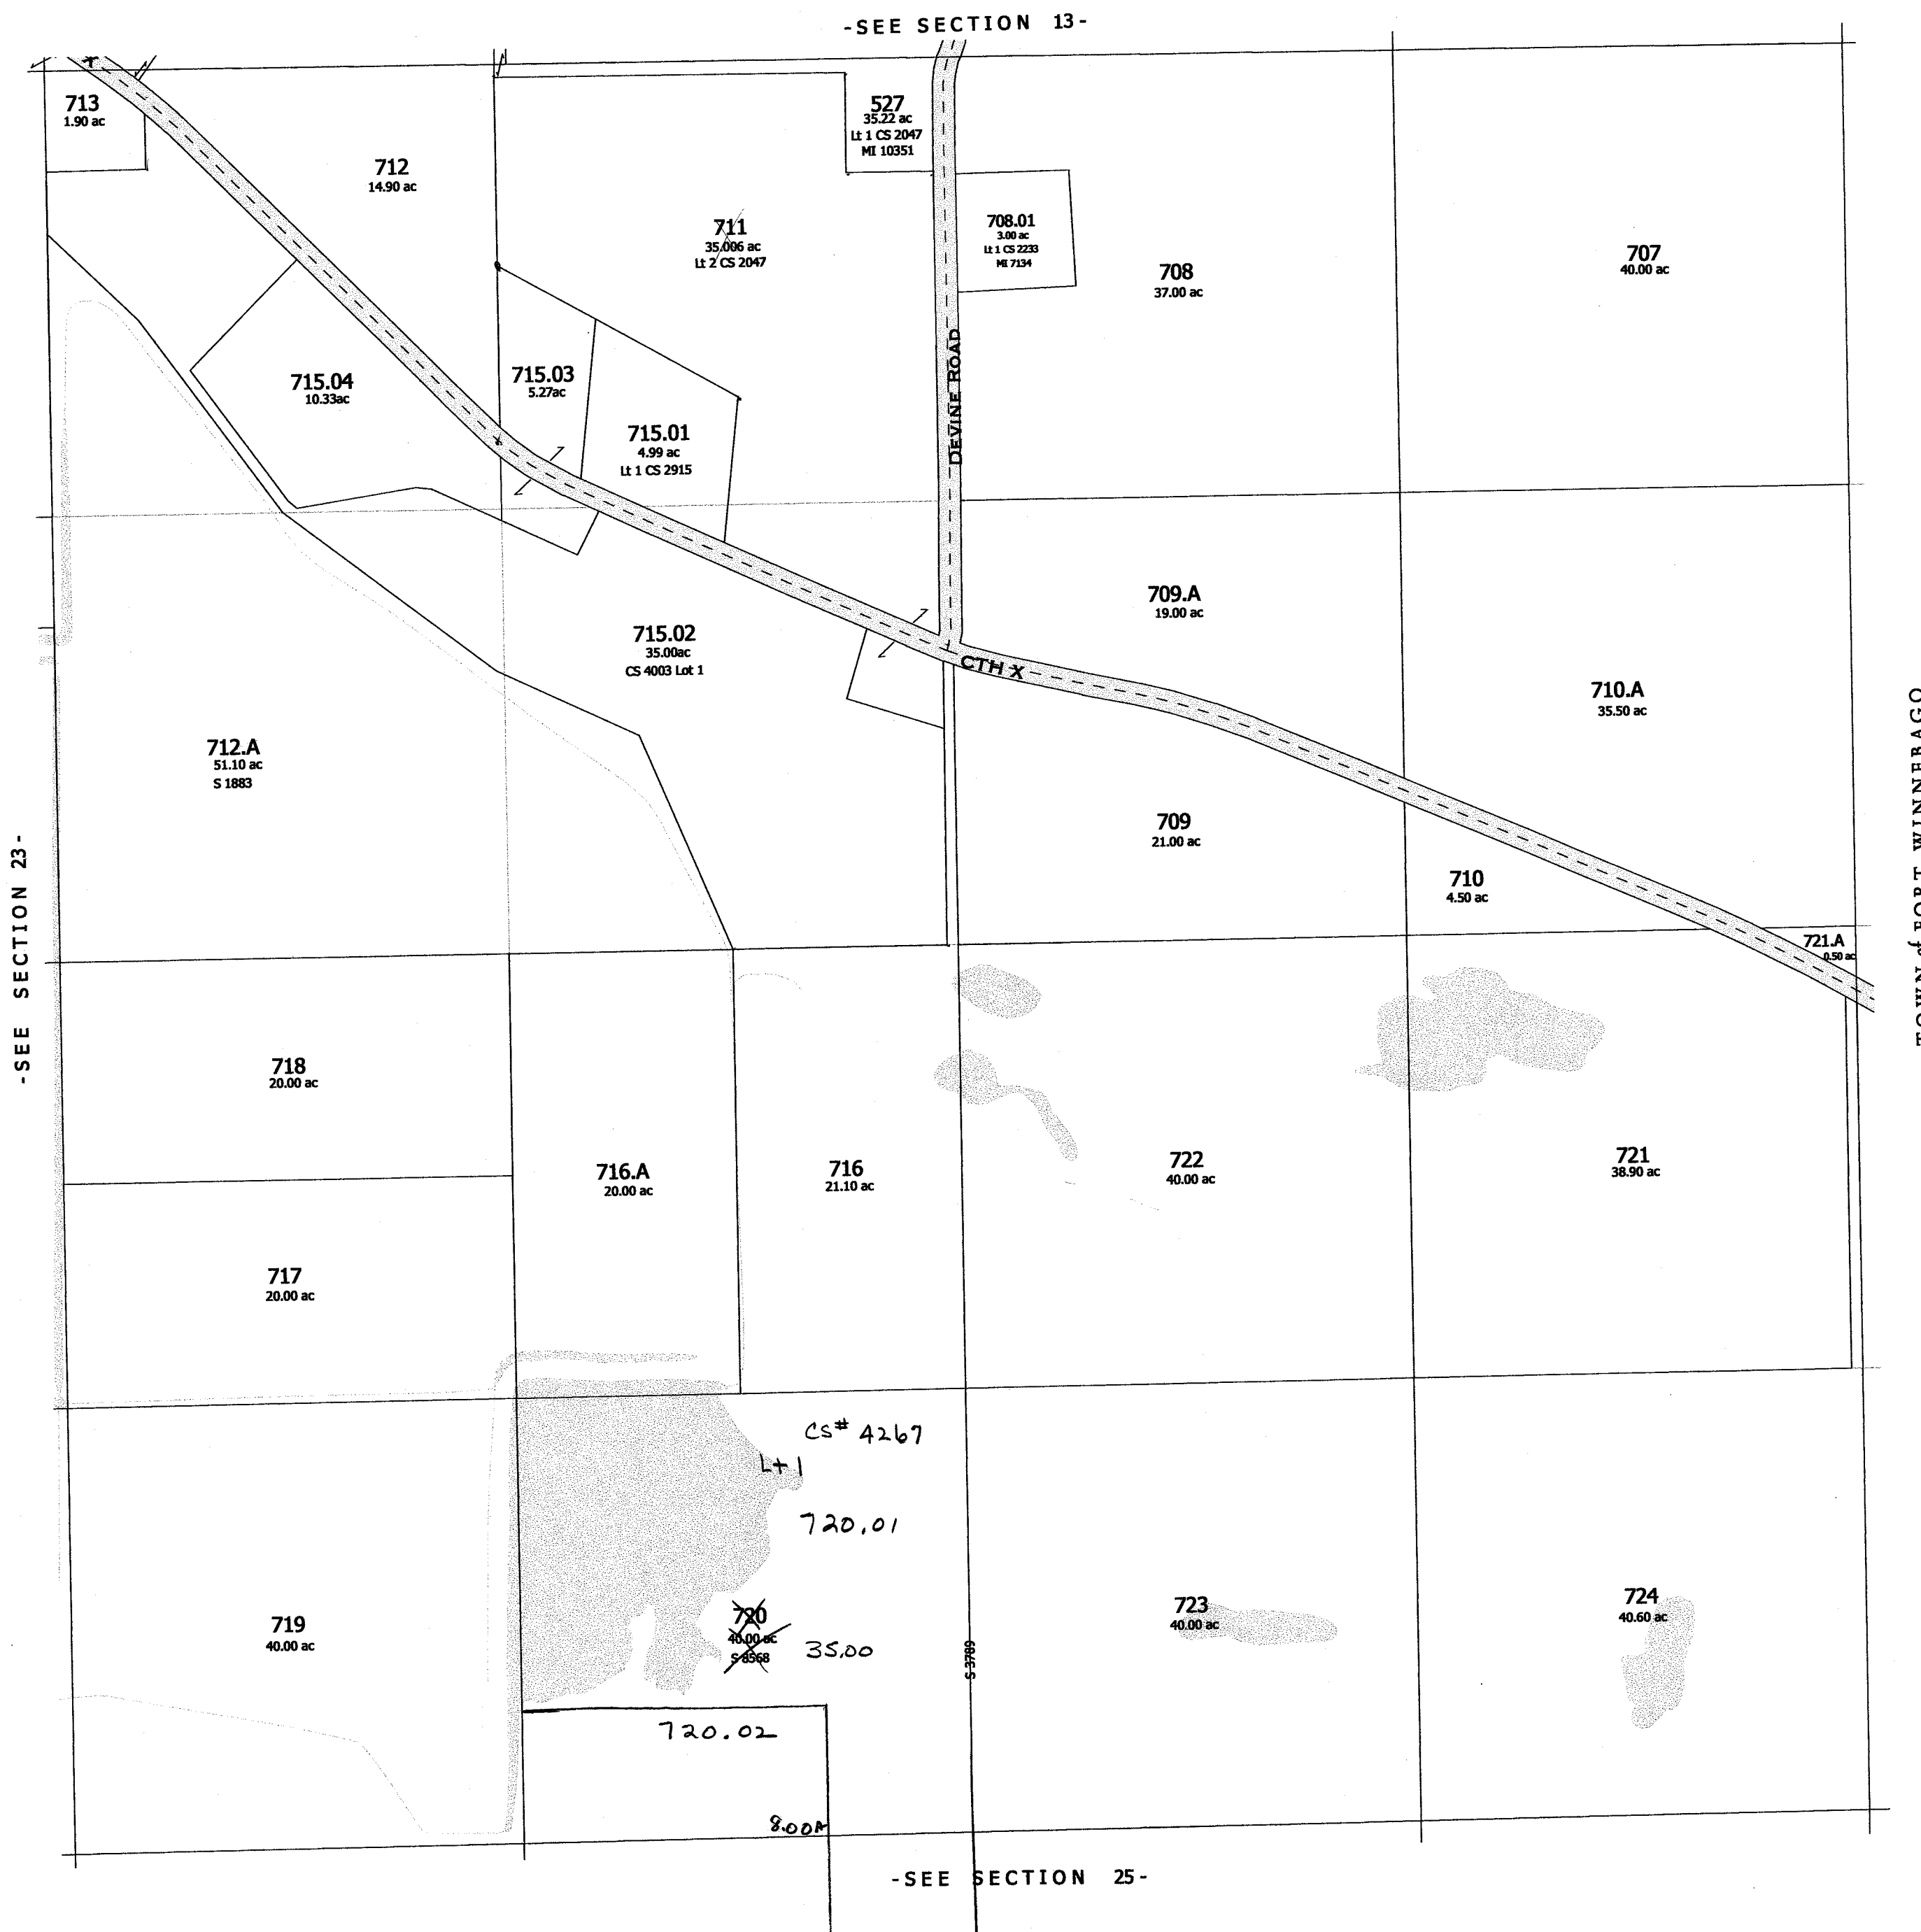 -SEE SECTION 13-
713
1.90 ac
527
35.22 ac
Lt 1 CS 2047
MI 10351
712
14.90 ac
711
35.006 ac
Lt 2 CS 2047
708.01
3.00 ac
Lt 1 CS 2233
MI 7134
708
37.00 ac
707
40.00 ac
DEVINE ROAD
715.04
10.33ac
715.03
5.27ac
715.01
4.99 ac
Lt 1 CS 2915
709.A
19.00 ac
715.02
35.00ac
CS 4003 Lot 1
CTH X
710.A
35.50 ac
712.A
51.10 ac
S 1883
TOWN of FORT WINNEBAGO
-SEE SECTION 23-
709
21.00 ac
710
4.50 ac
721.A
0.50 ac
718
20.00 ac
716.A
20.00 ac
716
21.10 ac
722
40.00 ac
721
38.90 ac
717
20.00 ac
CS# 4267
Lt 1
720.01
719
40.00 ac
720
40.00 ac
S 8568
35.00
S 3789
723
40.00 ac
724
40.60 ac
720.02
8.00A
-SEE SECTION 25-